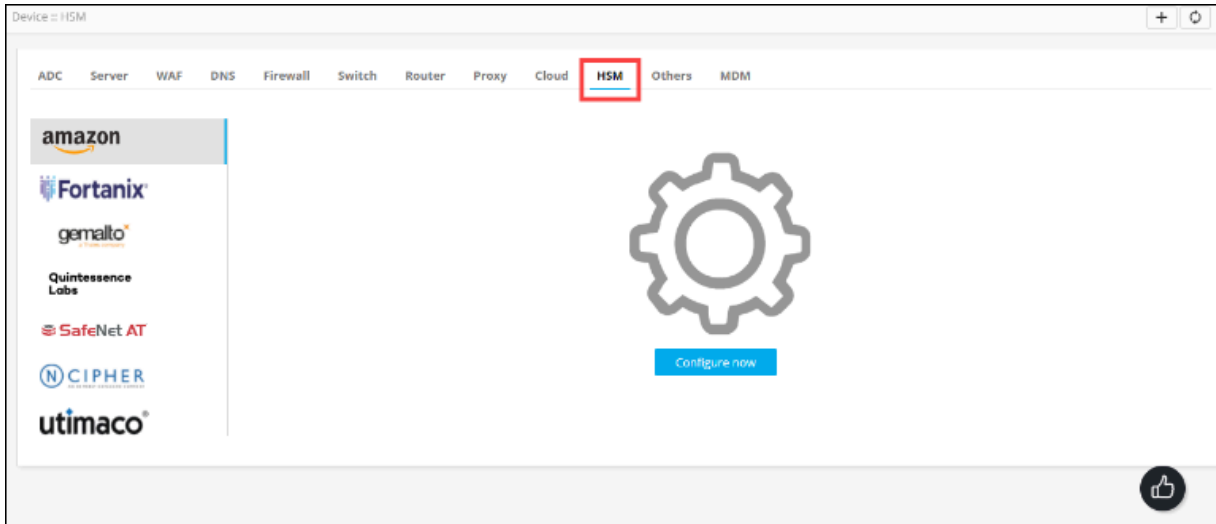 Device :: HSM
ADC Server WAF DNS Firewall Switch Router Proxy Cloud HSM Others MDM
amazon
Fortanix
gemalto
Quintessence
Labs
SafeNet AT
NCIPHER
utimaco®
Configure now